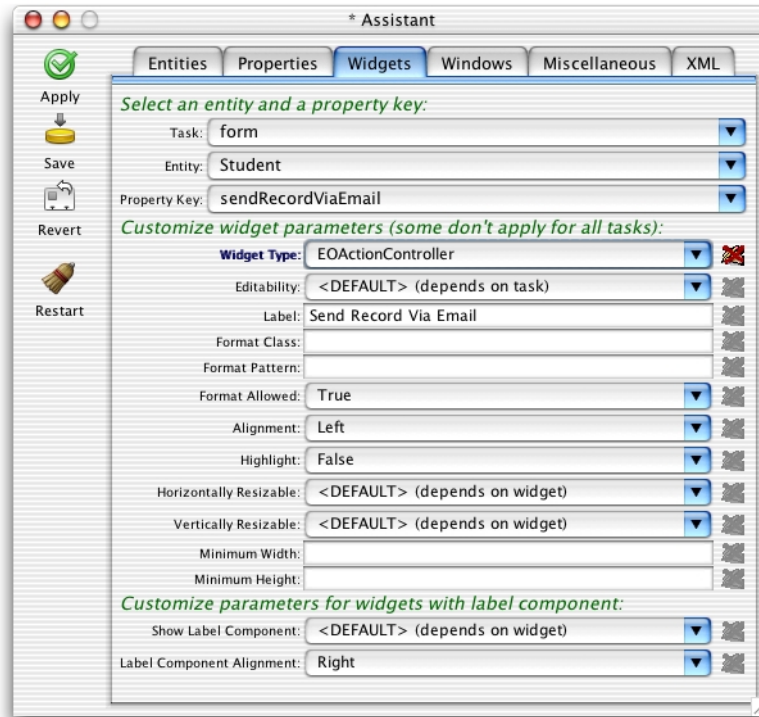 * Assistant
Entities Properties Widgets Windows Miscellaneous XML
Apply
Save
Revert
Restart
Select an entity and a property key:
Task: form
Entity: Student
Property Key: sendRecordViaEmail
Customize widget parameters (some don't apply for all tasks):
Widget Type: EOActionController
Editability: <DEFAULT> (depends on task)
Label: Send Record Via Email
Format Class:
Format Pattern:
Format Allowed: True
Alignment: Left
Highlight: False
Horizontally Resizable: <DEFAULT> (depends on widget)
Vertically Resizable: <DEFAULT> (depends on widget)
Minimum Width:
Minimum Height:
Customize parameters for widgets with label component:
Show Label Component: <DEFAULT> (depends on widget)
Label Component Alignment: Right